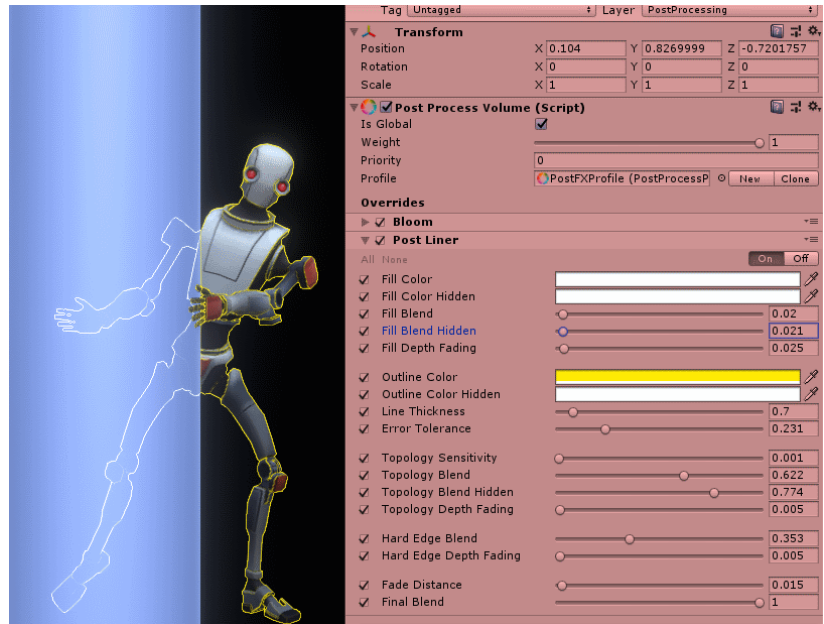 Tag Untagged Layer PostProcessing
Transform
Position X 0.104 Y 0.8269999 Z -0.7201757
Rotation X 0 Y 0 Z 0
Scale X 1 Y 1 Z 1
Post Process Volume (Script)
Is Global
Weight 1
Priority 0
Profile PostFXProfile (PostProcessP New Clone
Overrides
Bloom
Post Liner
All None On Off
Fill Color
Fill Color Hidden
Fill Blend 0.02
Fill Blend Hidden 0.021
Fill Depth Fading 0.025
Outline Color
Outline Color Hidden
Line Thickness 0.7
Error Tolerance 0.231
Topology Sensitivity 0.001
Topology Blend 0.622
Topology Blend Hidden 0.774
Topology Depth Fading 0.005
Hard Edge Blend 0.353
Hard Edge Depth Fading 0.005
Fade Distance 0.015
Final Blend 1